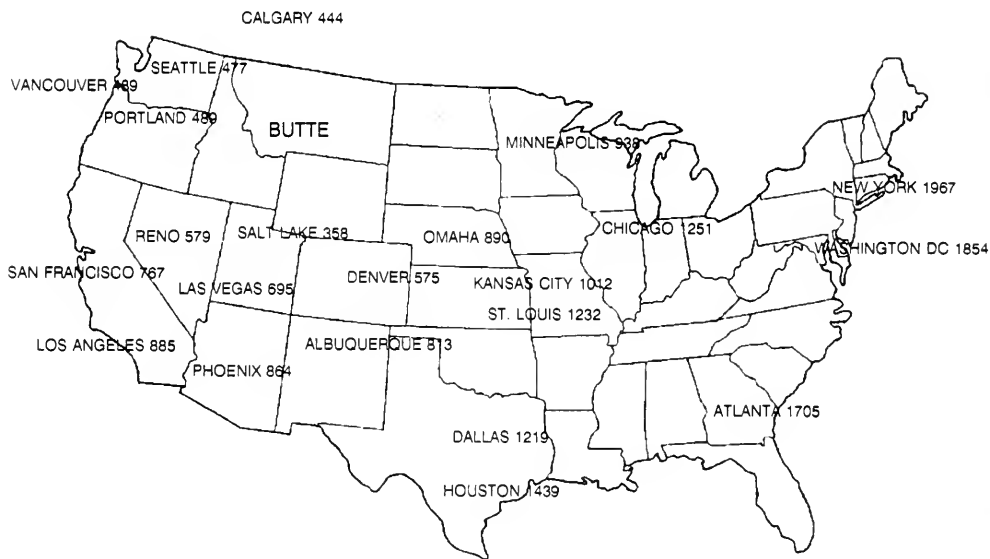 CALGARY 444
SEATTLE 477
VANCOUVER 489
PORTLAND 489
BUTTE
MINNEAPOLIS 938
NEW YORK 1967
RENO 579
SALT LAKE 358
OMAHA 890
CHICAGO 1251
WASHINGTON DC 1854
SAN FRANCISCO 767
LAS VEGAS 695
DENVER 575
KANSAS CITY 1012
ST. LOUIS 1232
LOS ANGELES 885
PHOENIX 864
ALBUQUERQUE 813
ATLANTA 1705
DALLAS 1219
HOUSTON 1439